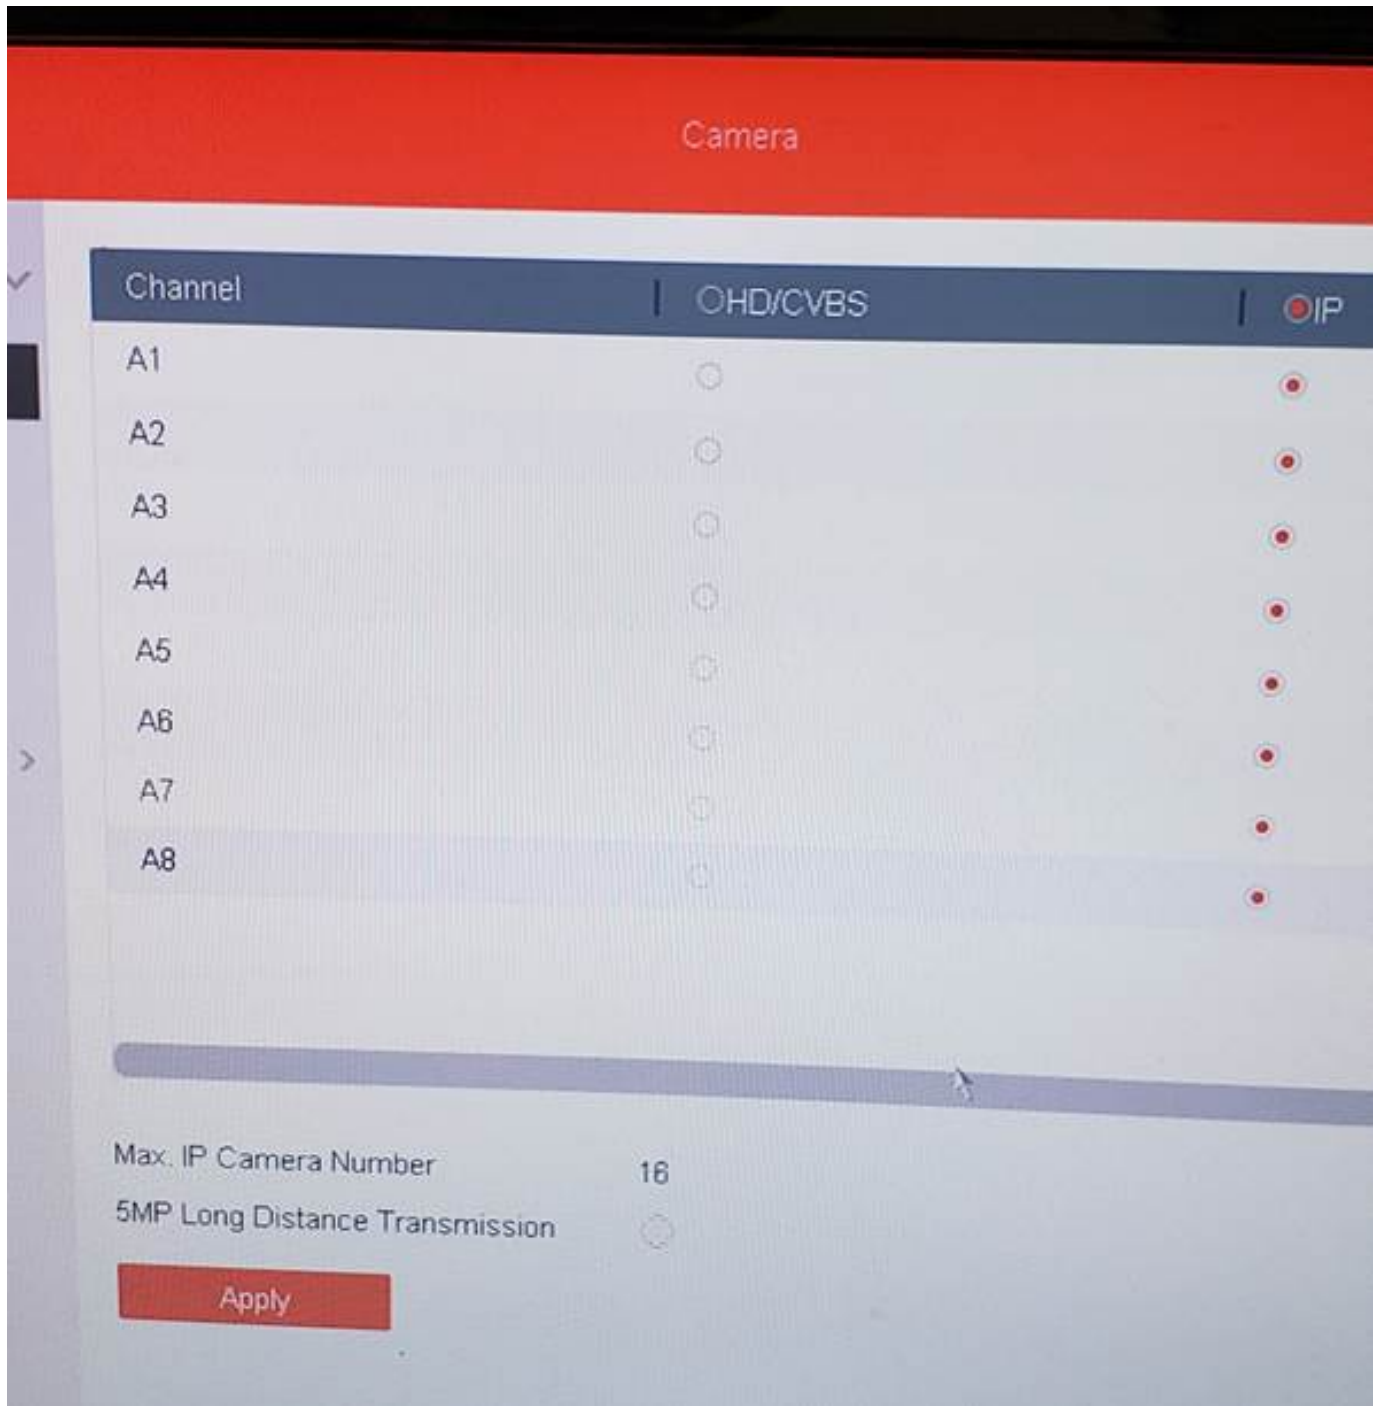 Camera
Channel HD/CVBS IP
A1
A2
A3
A4
A5
A6
A7
A8
Max. IP Camera Number 16
5MP Long Distance Transmission
Apply